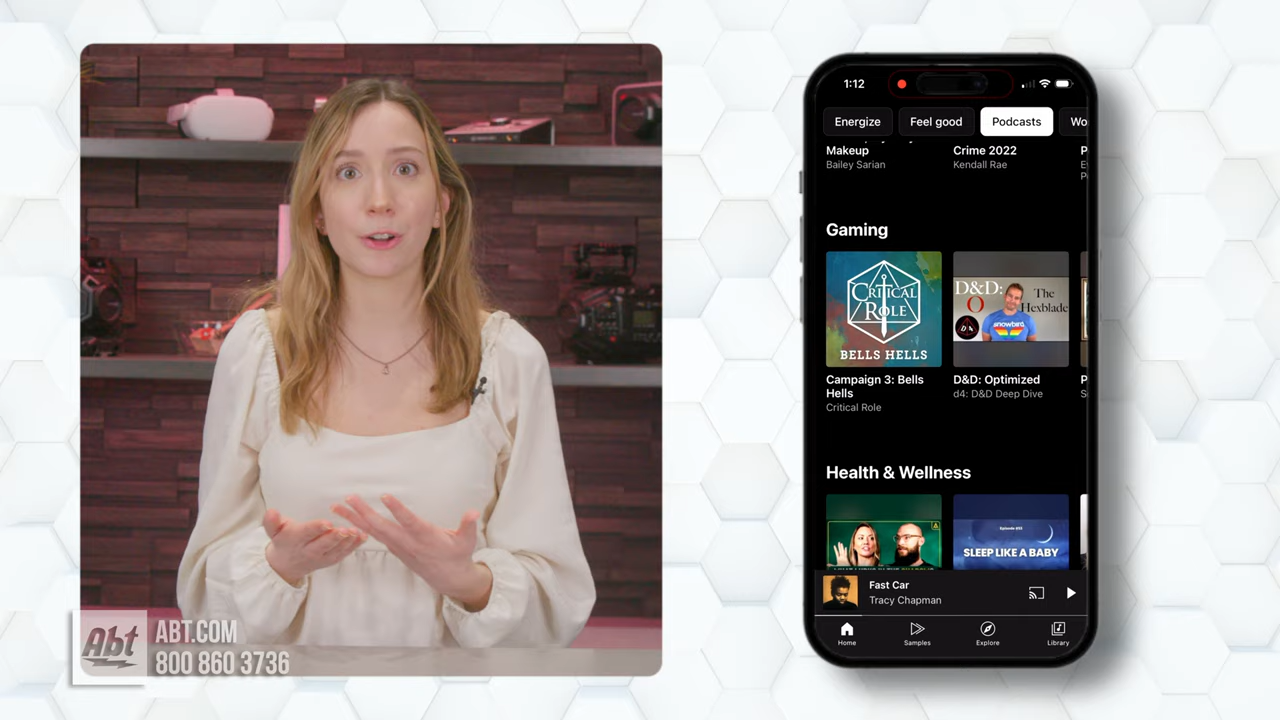 Abt
ABT.COM
800 860 3736
1:12
Energize
Feel good
Podcasts
Wo
Makeup
Bailey Sarian
Crime 2022
Kendall Rae
Gaming
CRITICAL
ROLE
BELLS HELLS
D&D:
The
Hexblade
snowbird
Campaign 3: Bells
Hells
Critical Role
D&D: Optimized
d4: D&D Deep Dive
Health & Wellness
SLEEP LIKE A BABY
Fast Car
Tracy Chapman
Home
Samples
Explore
Library